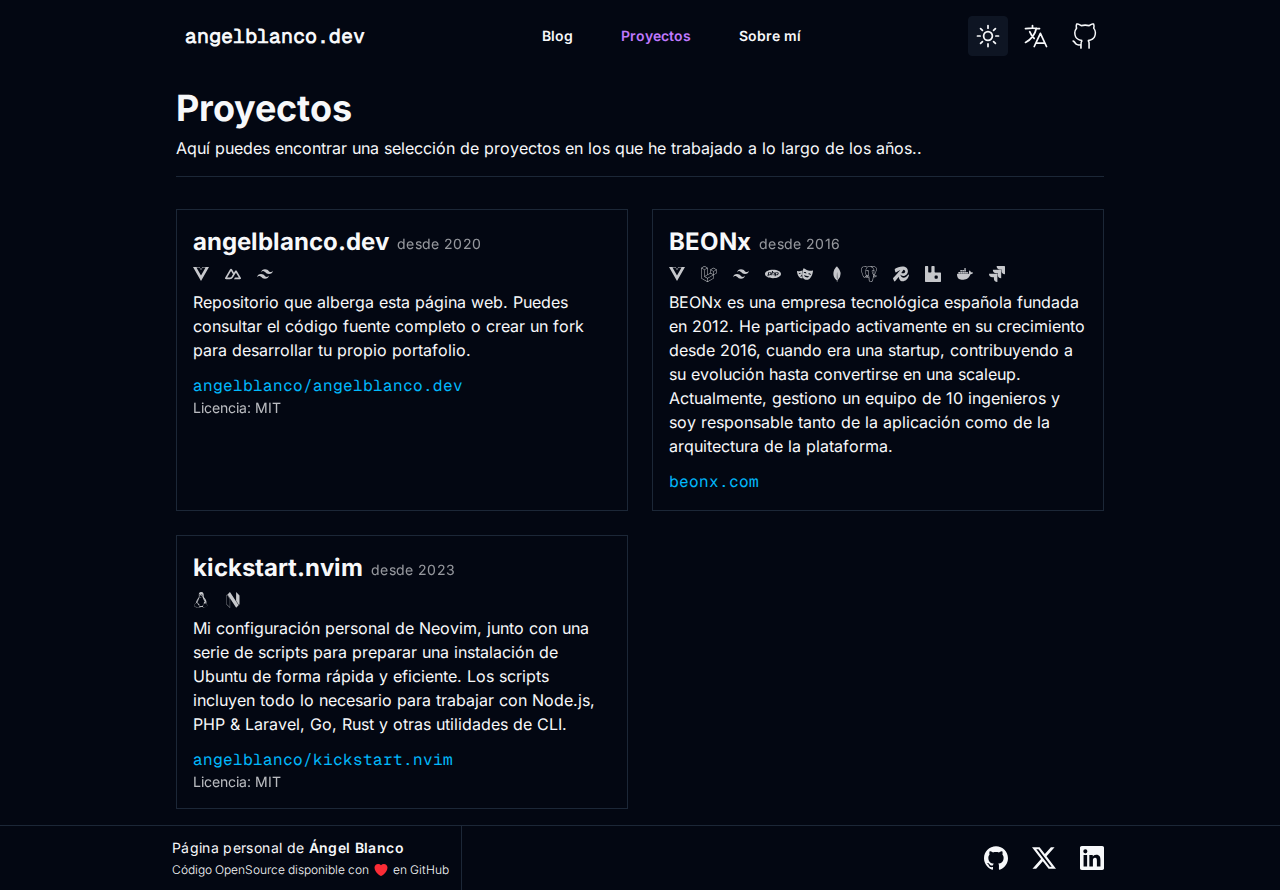 angelblanco.dev
Blog
Proyectos
Sobre mí
Proyectos
Aquí puedes encontrar una selección de proyectos en los que he trabajado a lo largo de los años..
angelblanco.dev desde 2020
Repositorio que alberga esta página web. Puedes
consultar el código fuente completo o crear un fork
para desarrollar tu propio portafolio.
angelblanco/angelblanco.dev
Licencia: MIT
BEONx desde 2016
php
BEONx es una empresa tecnológica española fundada
en 2012. He participado activamente en su crecimiento
desde 2016, cuando era una startup, contribuyendo a
su evolución hasta convertirse en una scaleup.
Actualmente, gestiono un equipo de 10 ingenieros y
soy responsable tanto de la aplicación como de la
arquitectura de la plataforma.
beonx.com
kickstart.nvim desde 2023
Mi configuración personal de Neovim, junto con una
serie de scripts para preparar una instalación de
Ubuntu de forma rápida y eficiente. Los scripts
incluyen todo lo necesario para trabajar con Node.js,
PHP & Laravel, Go, Rust y otras utilidades de CLI.
angelblanco/kickstart.nvim
Licencia: MIT
Página personal de Ángel Blanco
Código OpenSource disponible con ❤️ en GitHub